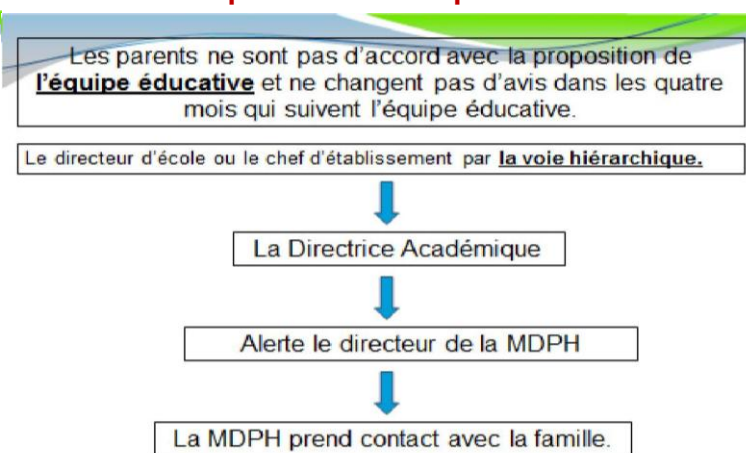 Les parents ne sont pas d'accord avec la proposition de
l'équipe éducative et ne changent pas d'avis dans les quatre
mois qui suivent l'équipe éducative.
Le directeur d'école ou le chef d'établissement par la voie hiérarchique.
La Directrice Académique
Alerte le directeur de la MDPH
La MDPH prend contact avec la famille.